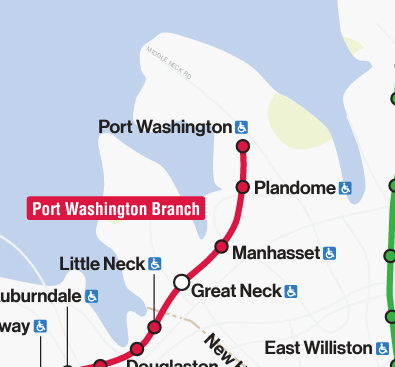 MIDDLE NECK RD
Port Washington
Plandome
Port Washington Branch
Manhasset
Little Neck
Great Neck
uburndale
way
East Williston
Douglaston
New H